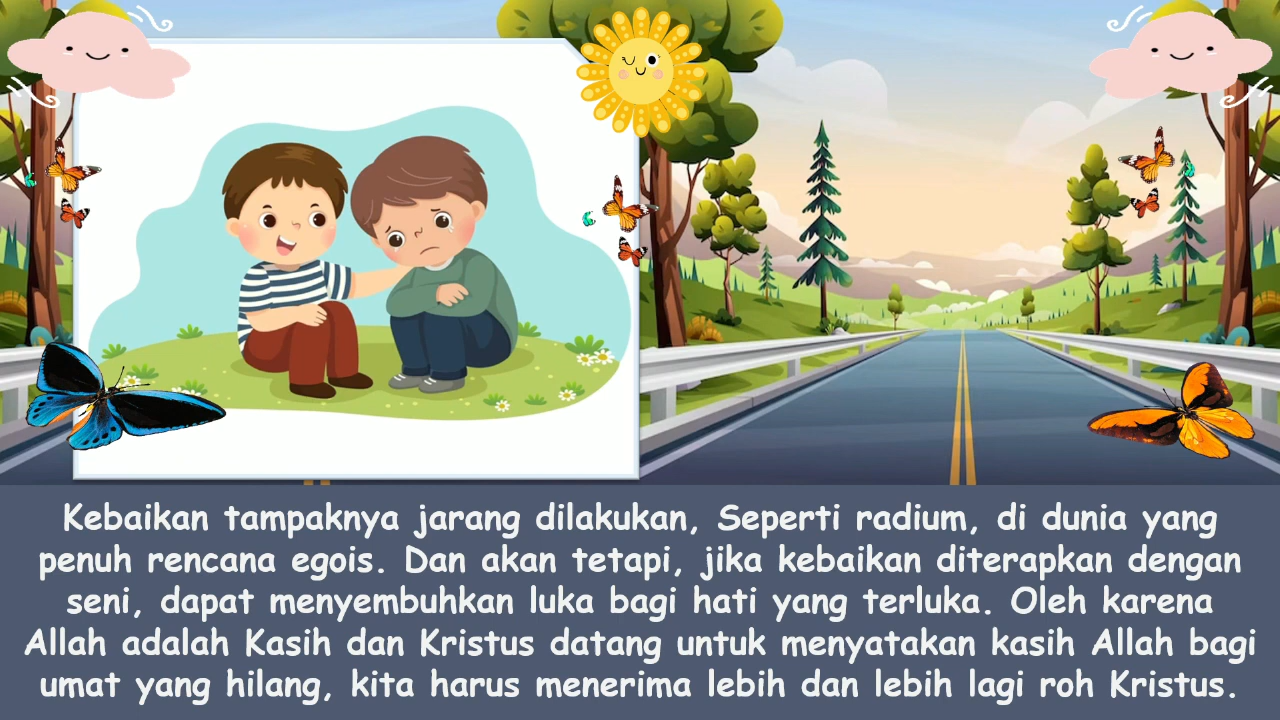 Kebaikan tampaknya jarang dilakukan, Seperti radium, di dunia yang
penuh rencana egois. Dan akan tetapi, jika kebaikan diterapkan dengan
seni, dapat menyembuhkan luka bagi hati yang terluka. Oleh karena
Allah adalah Kasih dan Kristus datang untuk menyatakan kasih Allah bagi
umat yang hilang, kita harus menerima lebih dan lebih lagi roh Kristus.